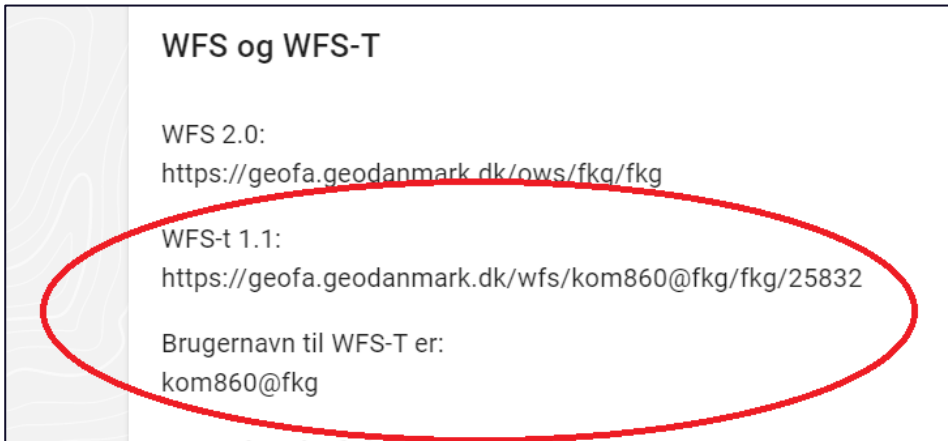 WFS og WFS-T
WFS 2.0:
https://geofa.geodanmark.dk/ows/fkg/fkg
WFS-t 1.1:
https://geofa.geodanmark.dk/wfs/kom860@fkg/fkg/25832
Brugernavn til WFS-T er:
kom860@fkg